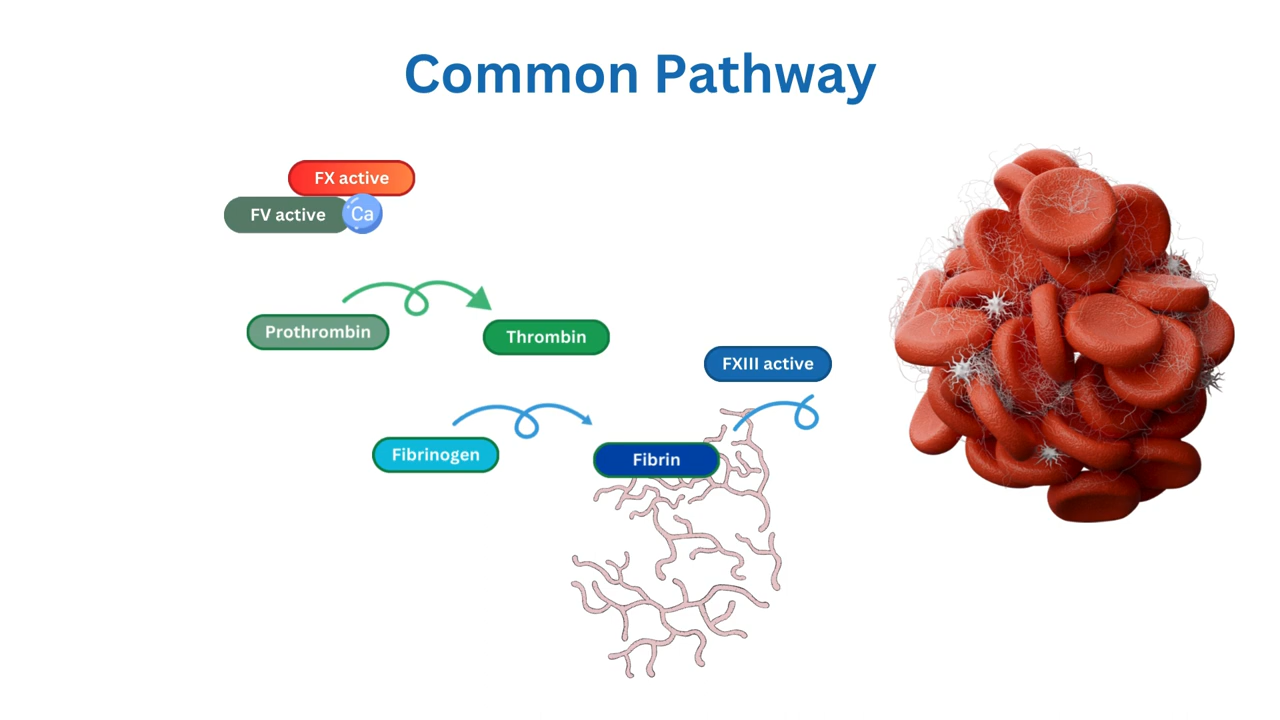 Common Pathway
FX active
FV active
Ca
Prothrombin
Thrombin
FXIII active
Fibrinogen
Fibrin